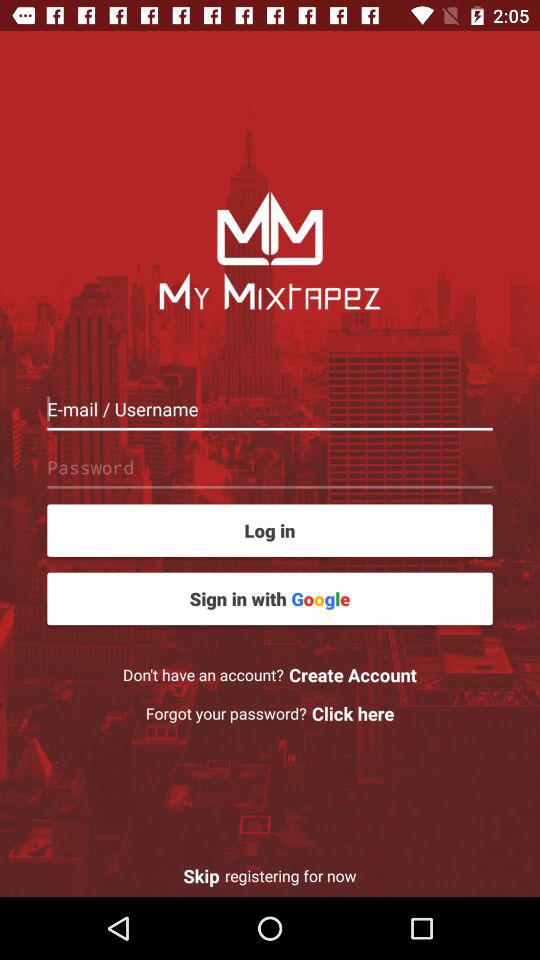 2:05
MM
My Mixtapez
E-mail / Username
Password
Log in
Sign in with Google
Don't have an account? Create Account
Forgot your password? Click here
Skip registering for now